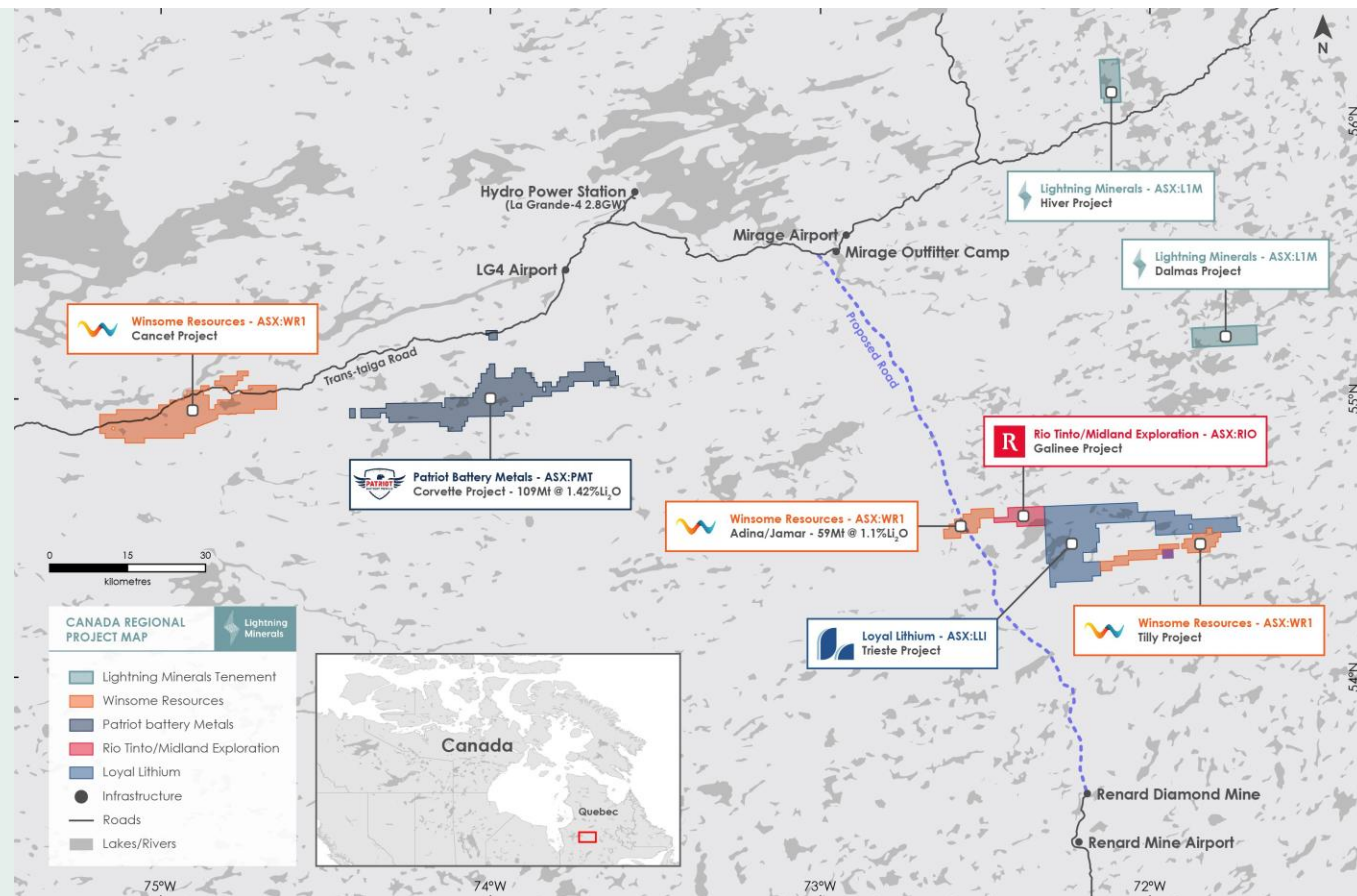 N
56°N
Lightning Minerals - ASX:L1M
Hiver Project
Hydro Power Station
(La Grande-4 2.8GW)
Mirage Airport
Mirage Outfitter Camp
LG4 Airport
Lightning Minerals - ASX:L1M
Dalmas Project
Winsome Resources - ASX:WR1
Cancet Project
Trans-taiga Road
Proposed Road
55°N
Rio Tinto/Midland Exploration - ASX:RIO
Galinee Project
R
PATRIOT
BATTERY METALS
Patriot Battery Metals - ASX:PMT
Corvette Project - 109Mt @ 1.42%Li₂O
Winsome Resources - ASX:WR1
Adina/Jamar - 59Mt @ 1.1%Li₂O
0 15 30
kilometres
Loyal Lithium - ASX:LLI
Trieste Project
Winsome Resources - ASX:WR1
Tilly Project
54°N
CANADA REGIONAL
PROJECT MAP
Lightning
Minerals
Lightning Minerals Tenement
Winsome Resources
Patriot battery Metals
Rio Tinto/Midland Exploration
Loyal Lithium
Infrastructure
Roads
Lakes/Rivers
Canada
Quebec
Renard Diamond Mine
Renard Mine Airport
75°W 74°W 73°W 72°W